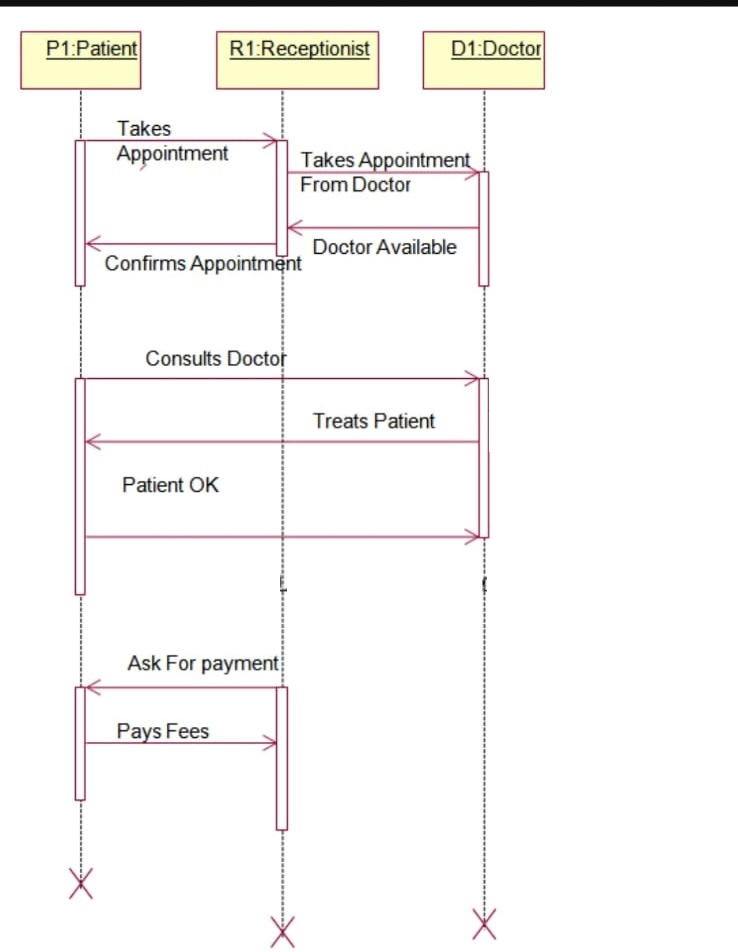 P1:Patient
R1:Receptionist
D1:Doctor
Takes
Appointment
Takes Appointment
From Doctor
Doctor Available
Confirms Appointment
Consults Doctor
Treats Patient
Patient OK
Ask For payment
Pays Fees